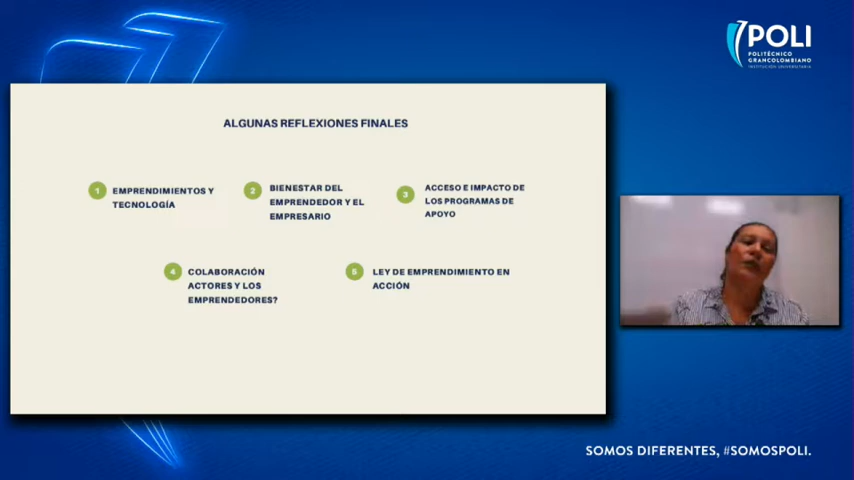 POLI
POLITÉCNICO
GRANCOLOMBIANO
INSTITUCIÓN UNIVERSITARIA
ALGUNAS REFLEXIONES FINALES
1 EMPRENDIMIENTOS Y
TECNOLOGÍA
2 BIENESTAR DEL
EMPRENDEDOR Y EL
EMPRESARIO
3 ACCESO E IMPACTO DE
LOS PROGRAMAS DE
APOYO
4 COLABORACIÓN
ACTORES Y LOS
EMPRENDEDORES?
5 LEY DE EMPRENDIMIENTO EN
ACCIÓN
SOMOS DIFERENTES, #SOMOSPOLI.